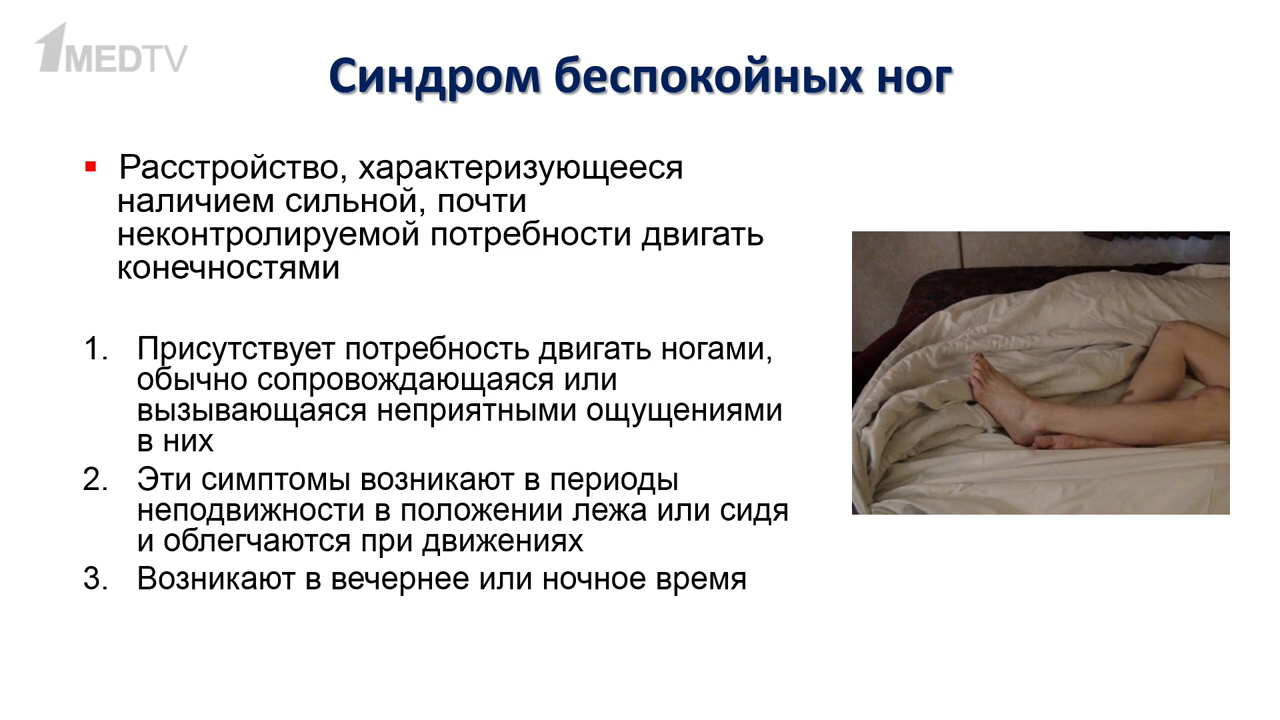 1MEDTV
Синдром беспокойных ног
Расстройство, характеризующееся
наличием сильной, почти
неконтролируемой потребности двигать
конечностями
1. Присутствует потребность двигать ногами,
обычно сопровождающаяся или
вызывающаяся неприятными ощущениями
в них
2. Эти симптомы возникают в периоды
неподвижности в положении лежа или сидя
и облегчаются при движениях
3. Возникают в вечернее или ночное время